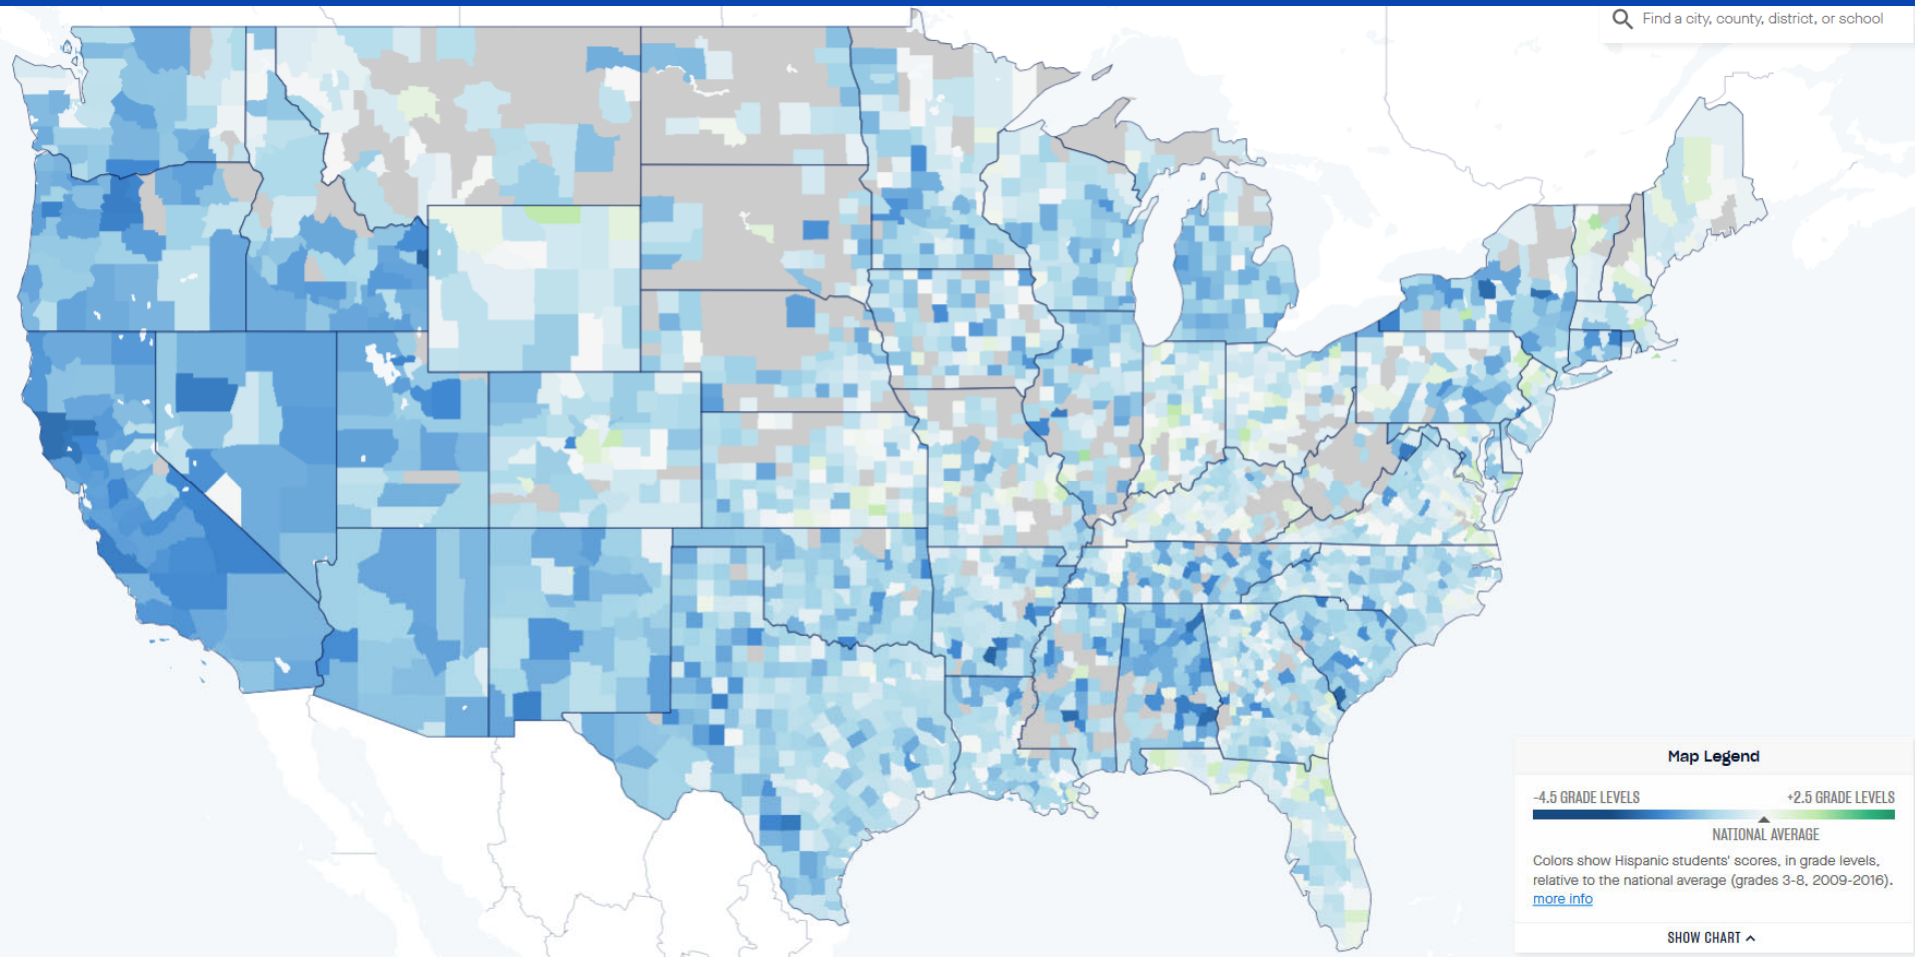 Find a city, county, district, or school
Map Legend
-4.5 GRADE LEVELS
+2.5 GRADE LEVELS
NATIONAL AVERAGE
Colors show Hispanic students' scores, in grade levels,
relative to the national average (grades 3-8, 2009-2016).
more info
SHOW CHART